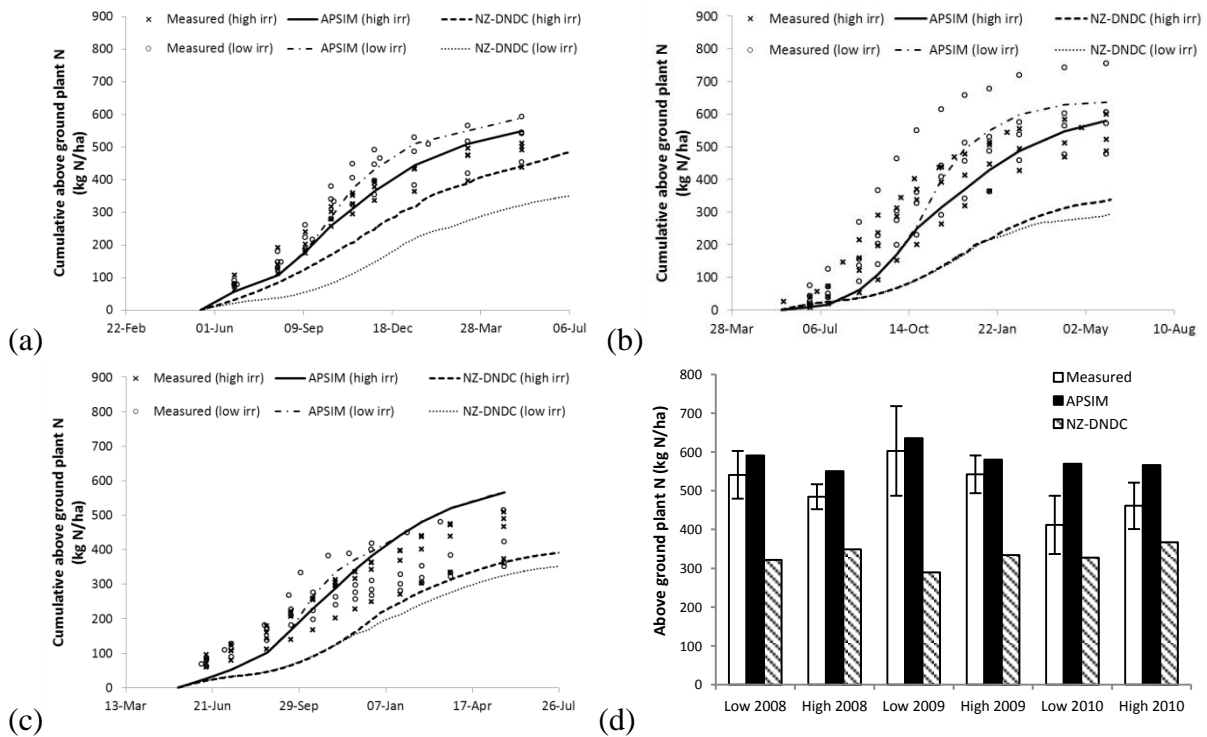 Measured (high irr) APSIM (high irr) NZ-DNDC (high irr)
Measured (low irr) APSIM (low irr) NZ-DNDC (low irr)
Cumulative above ground plant N
(kg N/ha)
900
800
700
600
500
400
300
200
100
0
22-Feb 01-Jun 09-Sep 18-Dec 28-Mar 06-Jul
(a)
Measured (high irr) APSIM (high irr) NZ-DNDC (high irr)
Measured (low irr) APSIM (low irr) NZ-DNDC (low irr)
Cumulative above ground plant N
(kg N/ha)
900
800
700
600
500
400
300
200
100
0
28-Mar 06-Jul 14-Oct 22-Jan 02-May 10-Aug
(b)
Measured (high irr) APSIM (high irr) NZ-DNDC (high irr)
Measured (low irr) APSIM (low irr) NZ-DNDC (low irr)
Cumulative above ground plant N
(kg N/ha)
900
800
700
600
500
400
300
200
100
0
13-Mar 21-Jun 29-Sep 07-Jan 17-Apr 26-Jul
(c)
Measured
APSIM
NZ-DNDC
Above ground plant N (kg N/ha)
800
700
600
500
400
300
200
100
0
Low 2008 High 2008 Low 2009 High 2009 Low 2010 High 2010
(d)